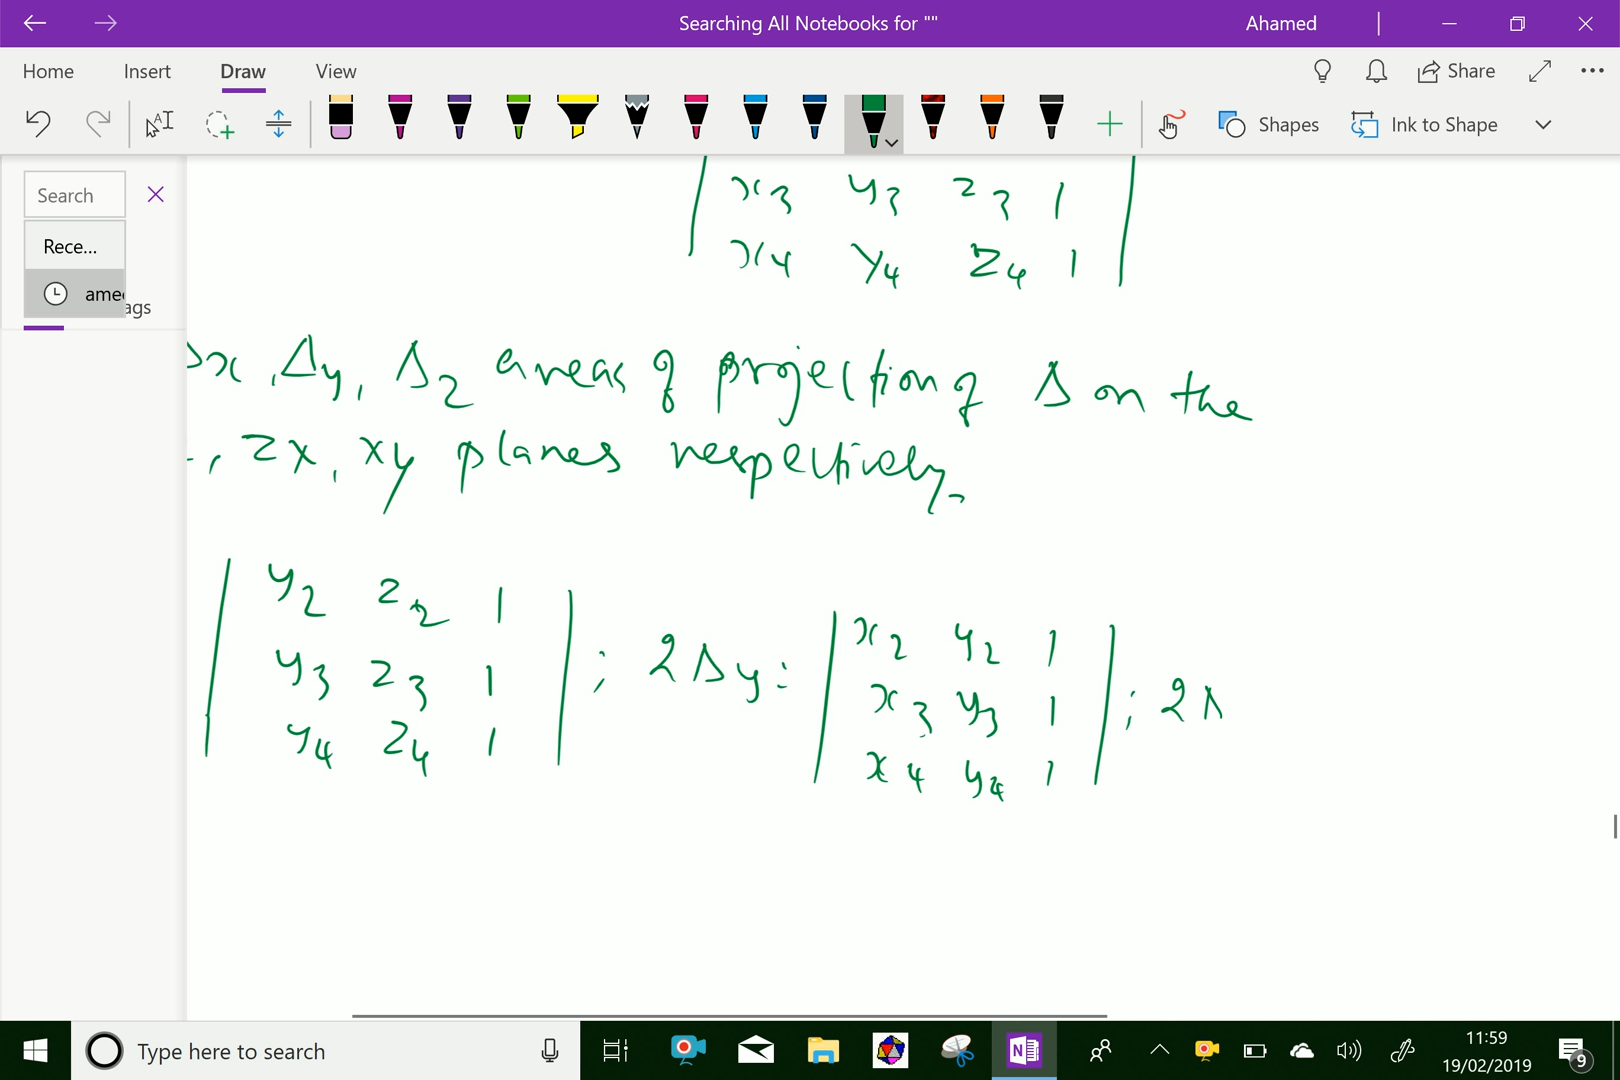 Searching All Notebooks for ""
Ahamed
Home Insert Draw View
Share
Shapes
Ink to Shape
Search
Rece...
ame
ags
x3 y3 z3 1
x4 y4 z4 1
Δx, Δy, Δz areas of projection of Δ on the
, zx, xy planes respectively.
y2 z2 1
y3 z3 1
y4 z4 1
; 2Δy =
x2 y2 1
x3 y3 1
x4 y4 1
; 2Δ
Type here to search
11:59
19/02/2019
9